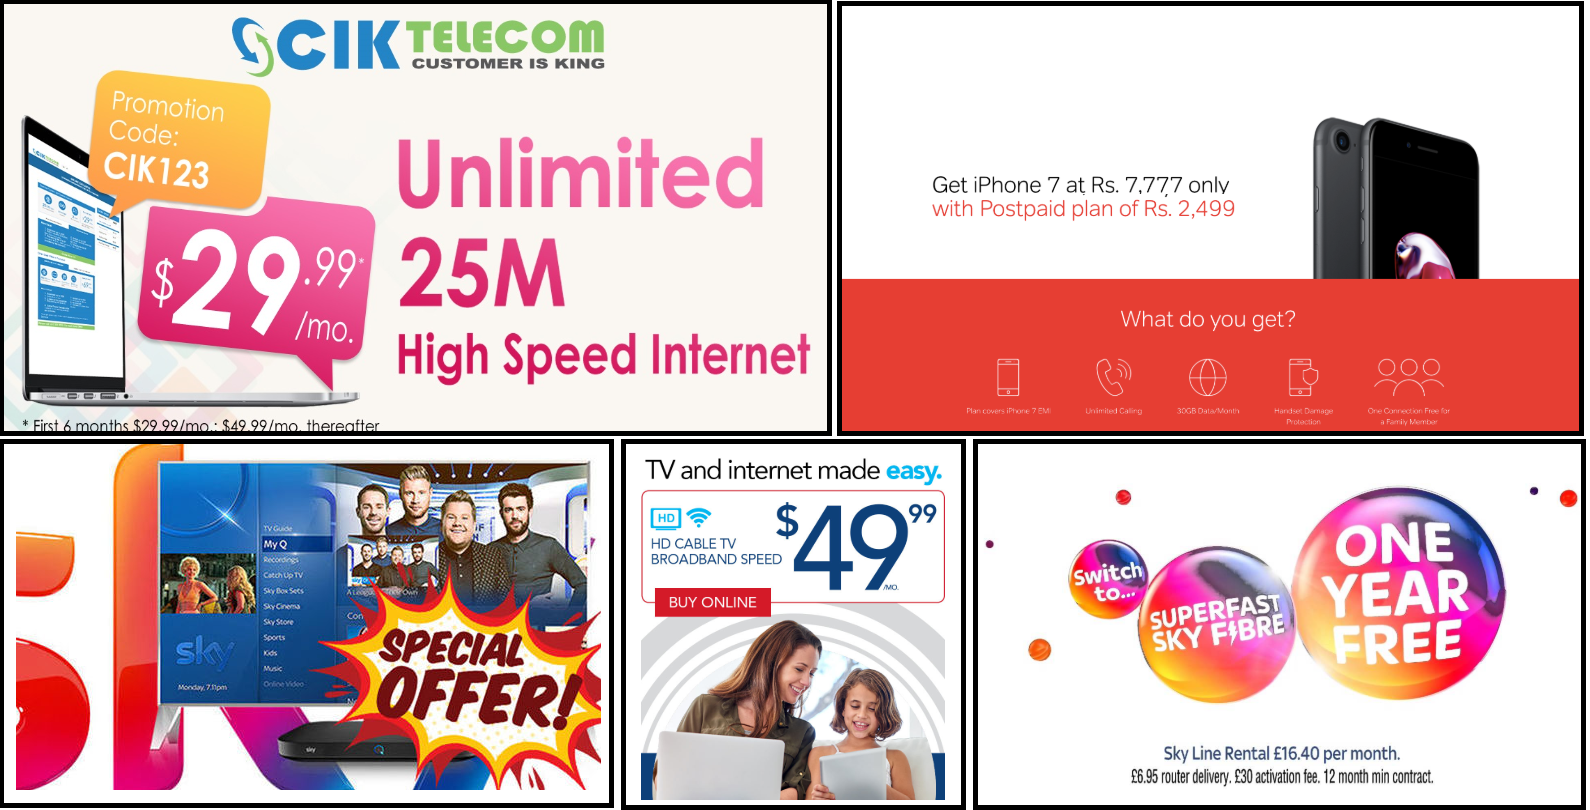 CIK TELECOM
CUSTOMER IS KING
Promotion
Code:
CIK123
$29.99*
/mo.
Unlimited
25M
High Speed Internet
* First 6 months $29.99/mo.; $49.99/mo. thereafter
Get iPhone 7 at Rs. 7,777 only
with Postpaid plan of Rs. 2,499
What do you get?
Plan covers iPhone 7 EMI
Unlimited Calling
30GB Data/Month
Handset Damage
Protection
One Connection Free for
a Family Member
TV Guide
My Q
Recordings
Catch Up TV
Sky Box Sets
Sky Cinema
Sky Store
Sports
Kids
Music
Online Video
sky
Monday, 7.11pm
Con
SPECIAL
OFFER!
sky
TV and internet made easy.
HD
HD CABLE TV
BROADBAND SPEED
$49.99
/MO.
BUY ONLINE
Switch
to...
SUPERFAST
SKY FIBRE
ONE
YEAR
FREE
Sky Line Rental £16.40 per month.
£6.95 router delivery. £30 activation fee. 12 month min contract.